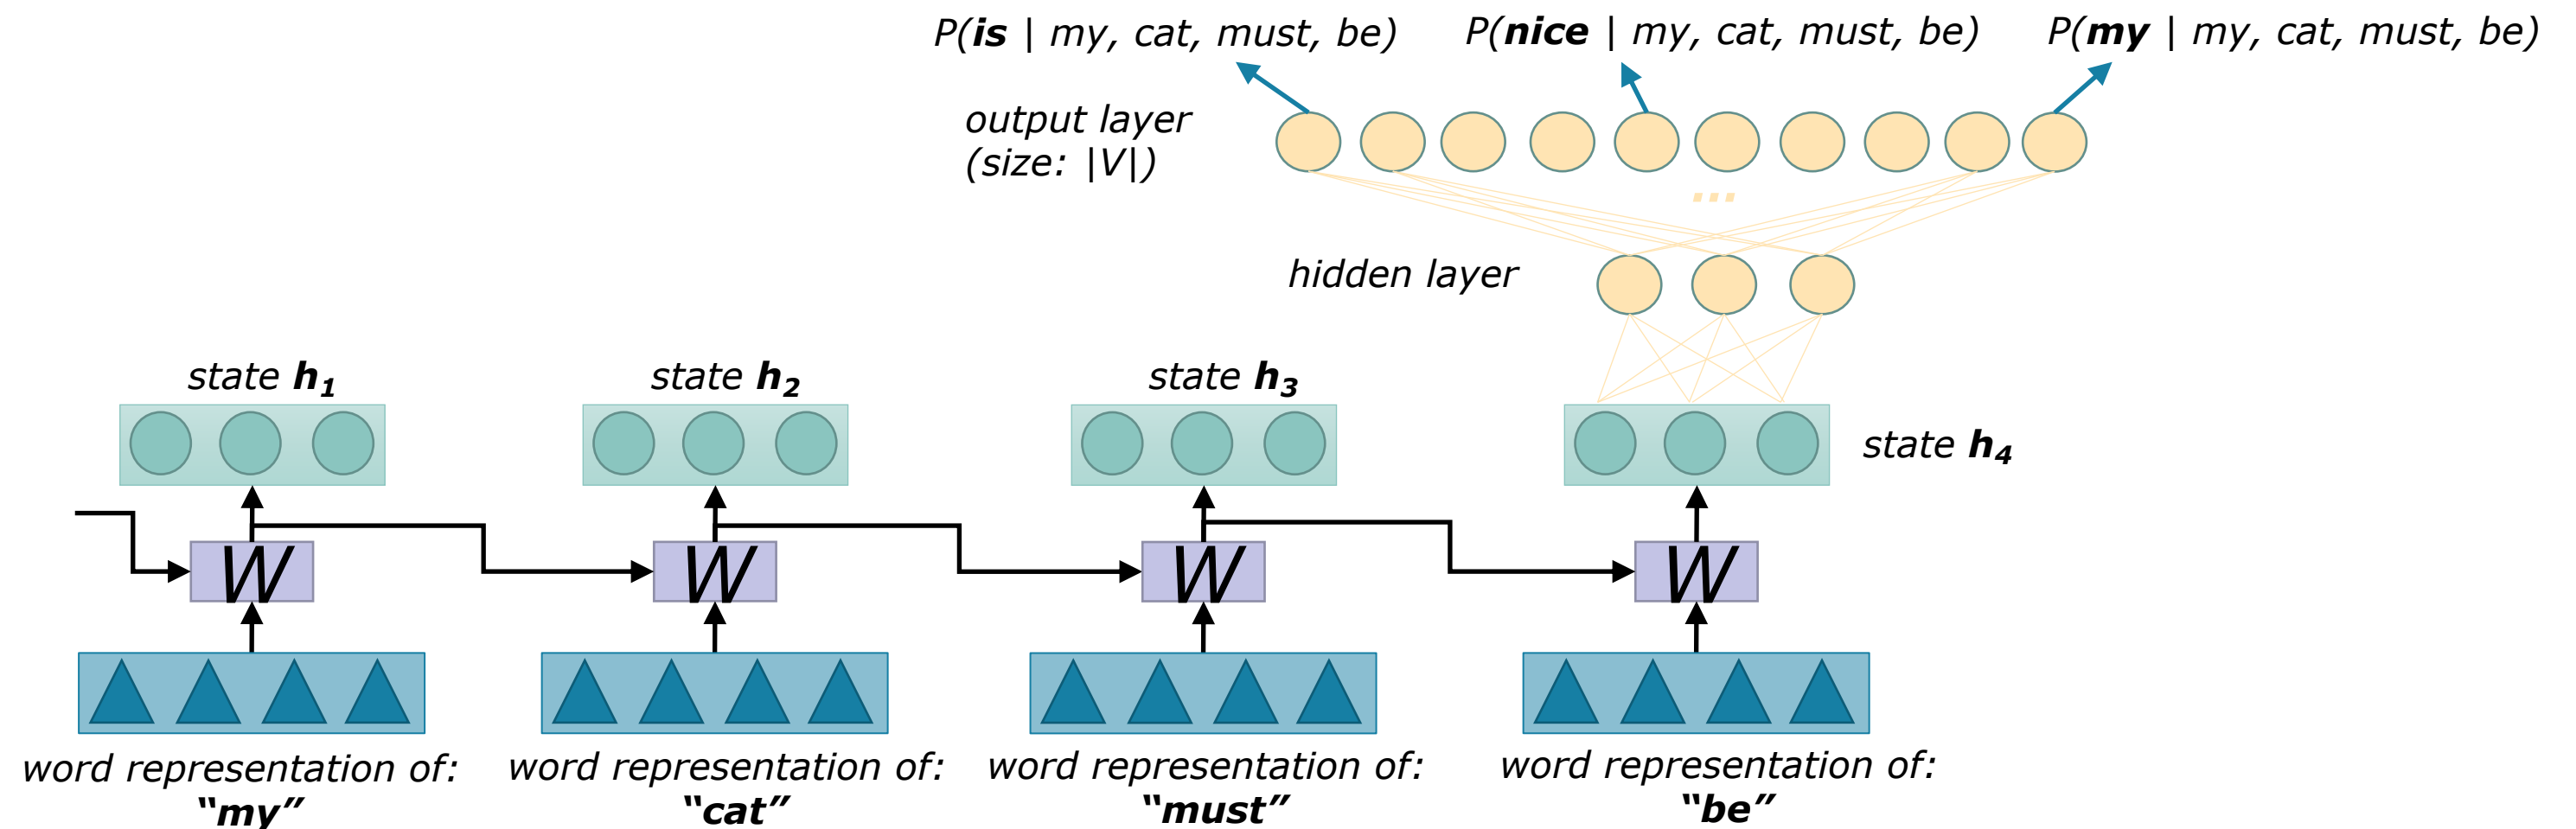 P(is | my, cat, must, be) P(nice | my, cat, must, be) P(my | my, cat, must, be)
output layer
(size: |V|)
...
hidden layer
state h1 state h2 state h3
state h4
W W W W
word representation of: word representation of: word representation of: word representation of:
“my” “cat” “must” “be”